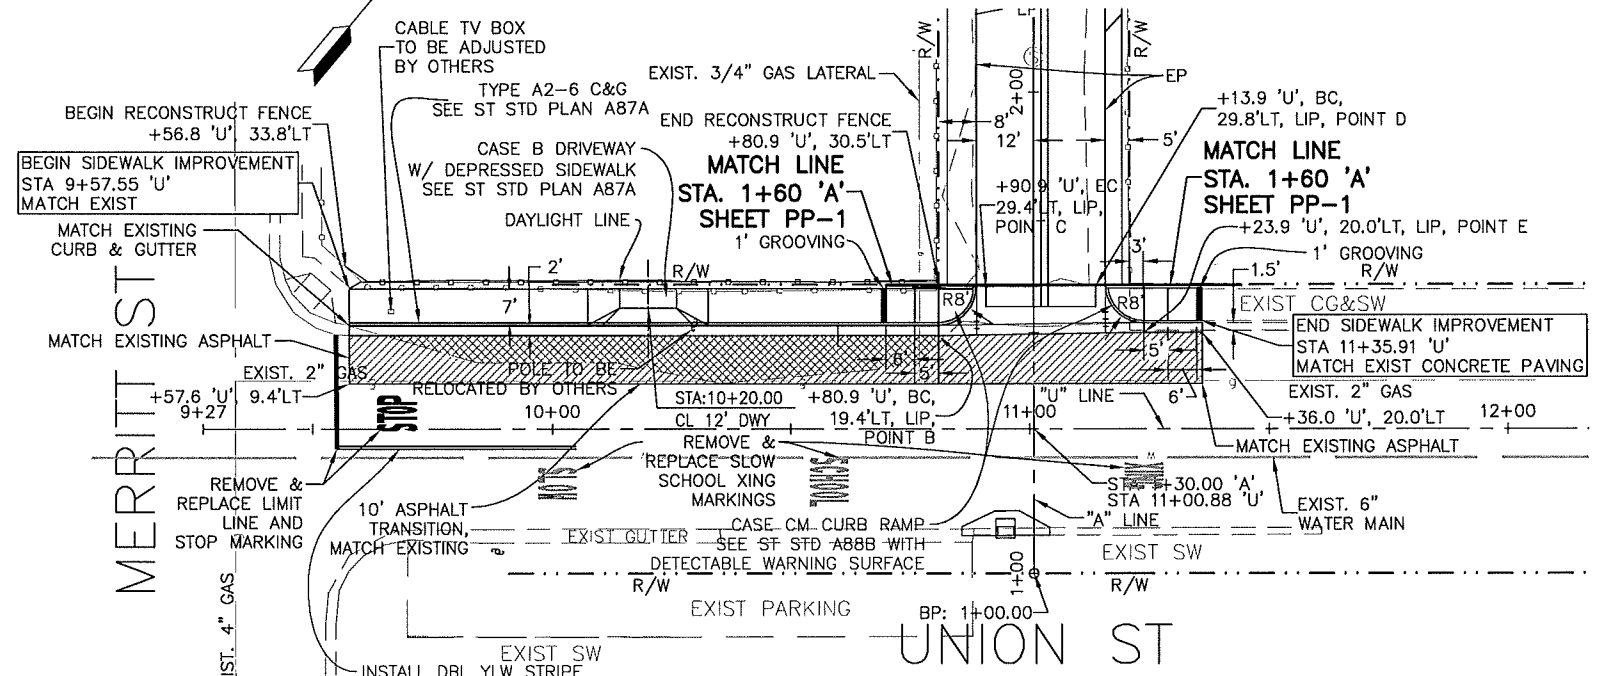 CABLE TV BOX
TO BE ADJUSTED
BY OTHERS
TYPE A2-6 C&G
SEE ST STD PLAN A87A
EXIST. 3/4" GAS LATERAL
R/W
EP
2+00
R/W
EP
BEGIN RECONSTRUCT FENCE
+56.8 'U', 33.8'LT
BEGIN SIDEWALK IMPROVEMENT
STA 9+57.55 'U'
MATCH EXIST
MATCH EXISTING
CURB & GUTTER
CASE B DRIVEWAY
W/ DEPRESSED SIDEWALK
SEE ST STD PLAN A87A
DAYLIGHT LINE
END RECONSTRUCT FENCE
+80.9 'U', 30.5'LT
MATCH LINE
STA. 1+60 'A'
SHEET PP-1
1' GROOVING
8'
12'
5'
+90.9 'U', EC
29.4'LT, LIP,
POINT C
+13.9 'U', BC,
29.8'LT, LIP, POINT D
MATCH LINE
STA. 1+60 'A'
SHEET PP-1
+23.9 'U', 20.0'LT, LIP, POINT E
1' GROOVING
3'
1.5'
R/W
2'
7'
R/W
R8'
R8'
EXIST CG&SW
END SIDEWALK IMPROVEMENT
STA 11+35.91 'U'
MATCH EXIST CONCRETE PAVING
MERRITT ST
MATCH EXISTING ASPHALT
EXIST. 2" GAS
+57.6 'U', 9.4'LT
9+27
STOP
POLE TO BE
RELOCATED BY OTHERS
10+00
STA:10+20.00
CL 12' DWY
8'
5'
+80.9 'U', BC,
19.4'LT, LIP,
POINT B
5'
6'
"U" LINE
11+00
EXIST. 2" GAS
+36.0 'U', 20.0'LT
12+00
MATCH EXISTING ASPHALT
REMOVE &
REPLACE LIMIT
LINE AND
STOP MARKING
10' ASPHALT
TRANSITION,
MATCH EXISTING
REMOVE &
REPLACE SLOW
SCHOOL XING
MARKINGS
SLOW
SCHOOL
+30.00 'A'
STA 11+00.88 'U'
"A" LINE
EXIST. 6"
WATER MAIN
CASE CM CURB RAMP
SEE ST STD A88B WITH
DETECTABLE WARNING SURFACE
EXIST GUTTER
EXIST SW
R/W
1+00
R/W
EXIST PARKING
BP: 1+00.00
UNION ST
EXIST SW
INSTALL DBL YLW STRIPE
4" GAS